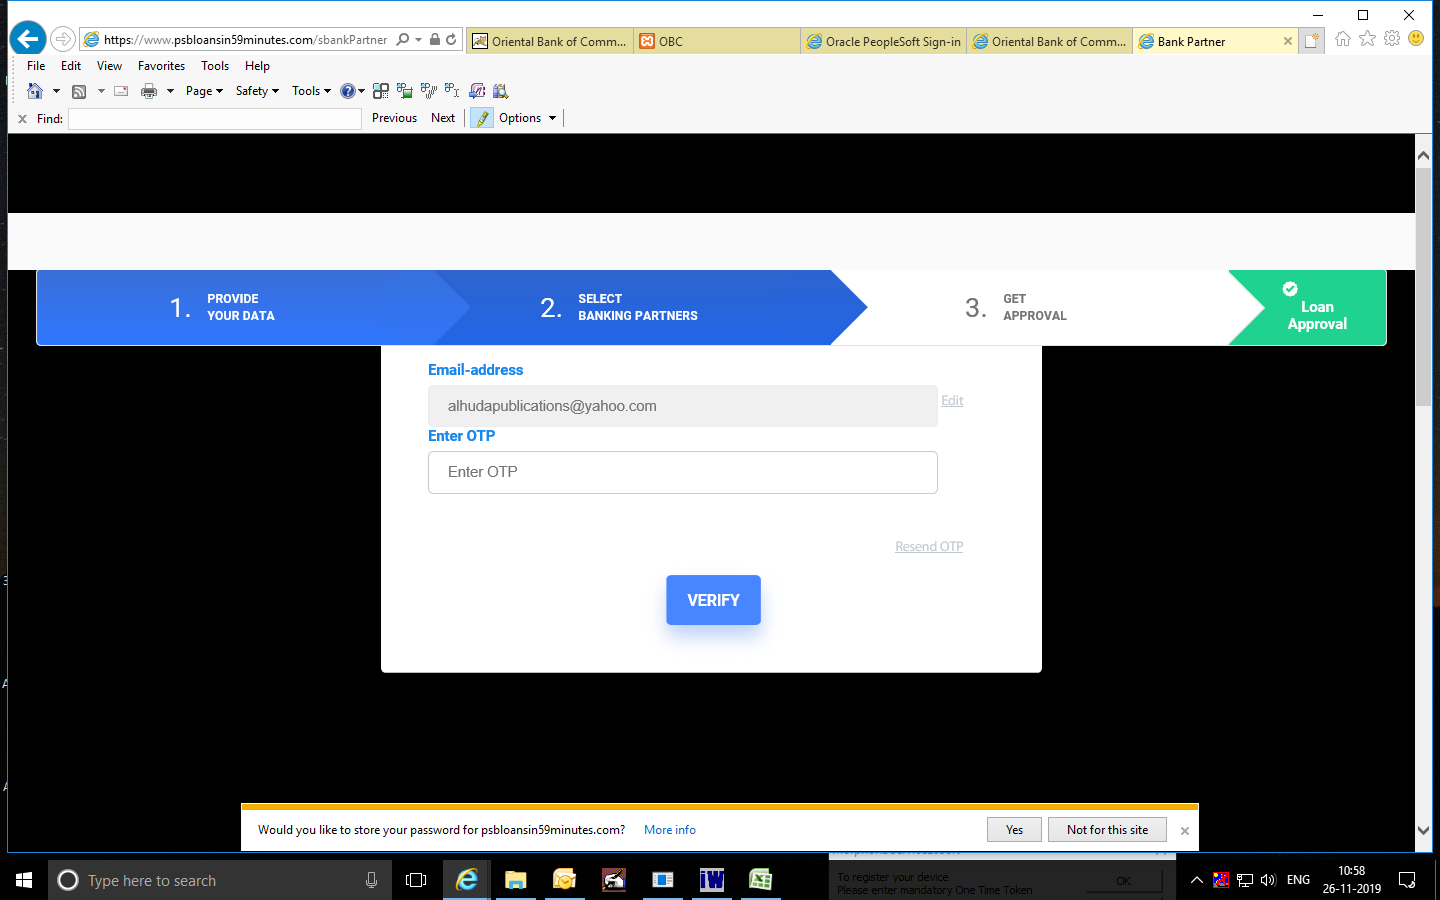 https://www.psbloansin59minutes.com/sbankPartner
Oriental Bank of Comm...
OBC
Oracle PeopleSoft Sign-in
Oriental Bank of Comm...
Bank Partner
File Edit View Favorites Tools Help
Page Safety Tools
Find:
Previous Next Options
1. PROVIDE
YOUR DATA
2. SELECT
BANKING PARTNERS
3. GET
APPROVAL
Loan
Approval
Email-address
alhudapublications@yahoo.com
Edit
Enter OTP
Enter OTP
Resend OTP
VERIFY
Would you like to store your password for psbloansin59minutes.com? More info Yes Not for this site
To register your device
Please enter mandatory One Time Token
OK
Type here to search
ENG
10:58
26-11-2019